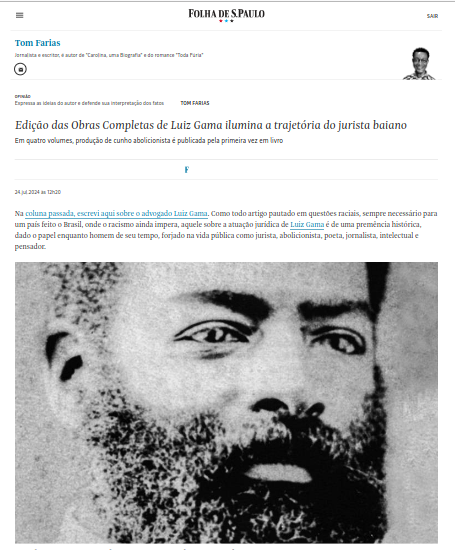 FOLHA DE S.PAULO
SAIR
Tom Farias
Jornalista e escritor, é autor de "Carolina, uma Biografia" e do romance "Toda Fúria"
OPINIÃO
Expressa as ideias do autor e defende sua interpretação dos fatos
TOM FARIAS
Edição das Obras Completas de Luiz Gama ilumina a trajetória do jurista baiano
Em quatro volumes, produção de cunho abolicionista é publicada pela primeira vez em livro
F
24.jul.2024 às 12h20
Na coluna passada, escrevi aqui sobre o advogado Luiz Gama. Como todo artigo pautado em questões raciais, sempre necessário para
um país feito o Brasil, onde o racismo ainda impera, aquele sobre a atuação jurídica de Luiz Gama é de uma premência histórica,
dado o papel enquanto homem de seu tempo, forjado na vida pública como jurista, abolicionista, poeta, jornalista, intelectual e
pensador.